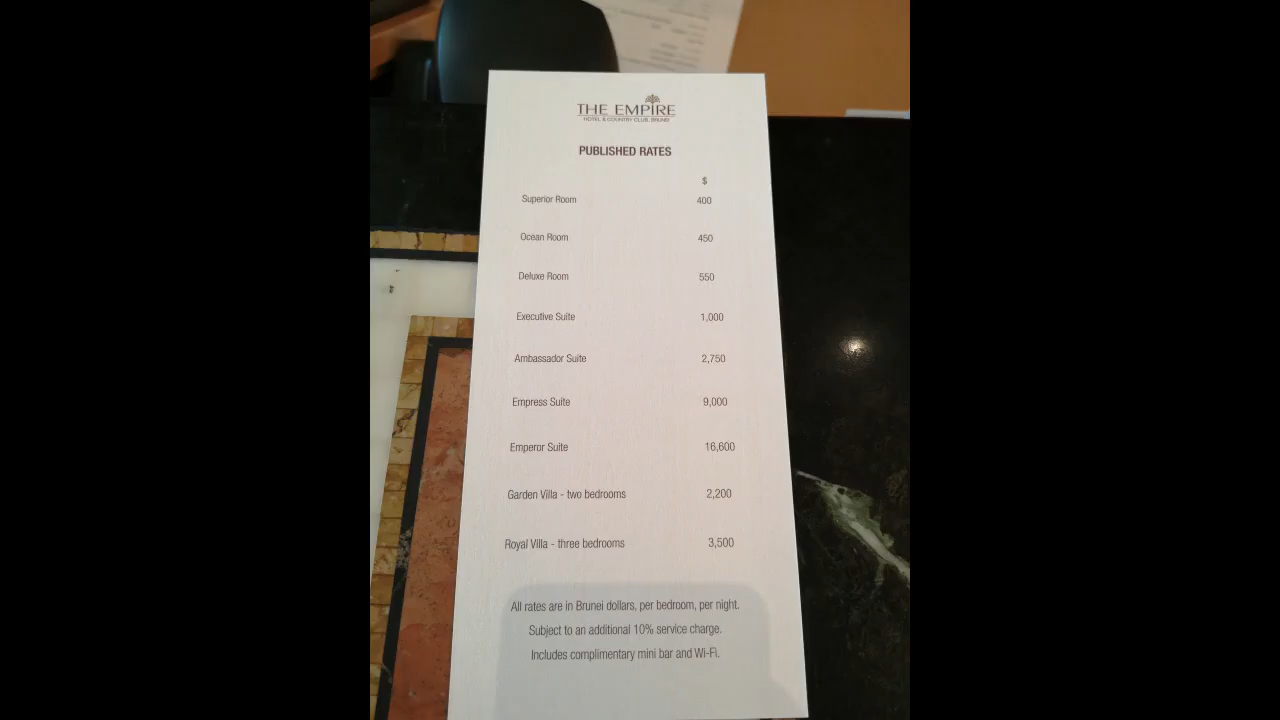 THE EMPIRE
HOTEL & COUNTRY CLUB, BRUNEI
PUBLISHED RATES
$
Superior Room 400
Ocean Room 450
Deluxe Room 550
Executive Suite 1,000
Ambassador Suite 2,750
Empress Suite 9,000
Emperor Suite 16,600
Garden Villa - two bedrooms 2,200
Royal Villa - three bedrooms 3,500
All rates are in Brunei dollars, per bedroom, per night.
Subject to an additional 10% service charge.
Includes complimentary mini bar and Wi-Fi.